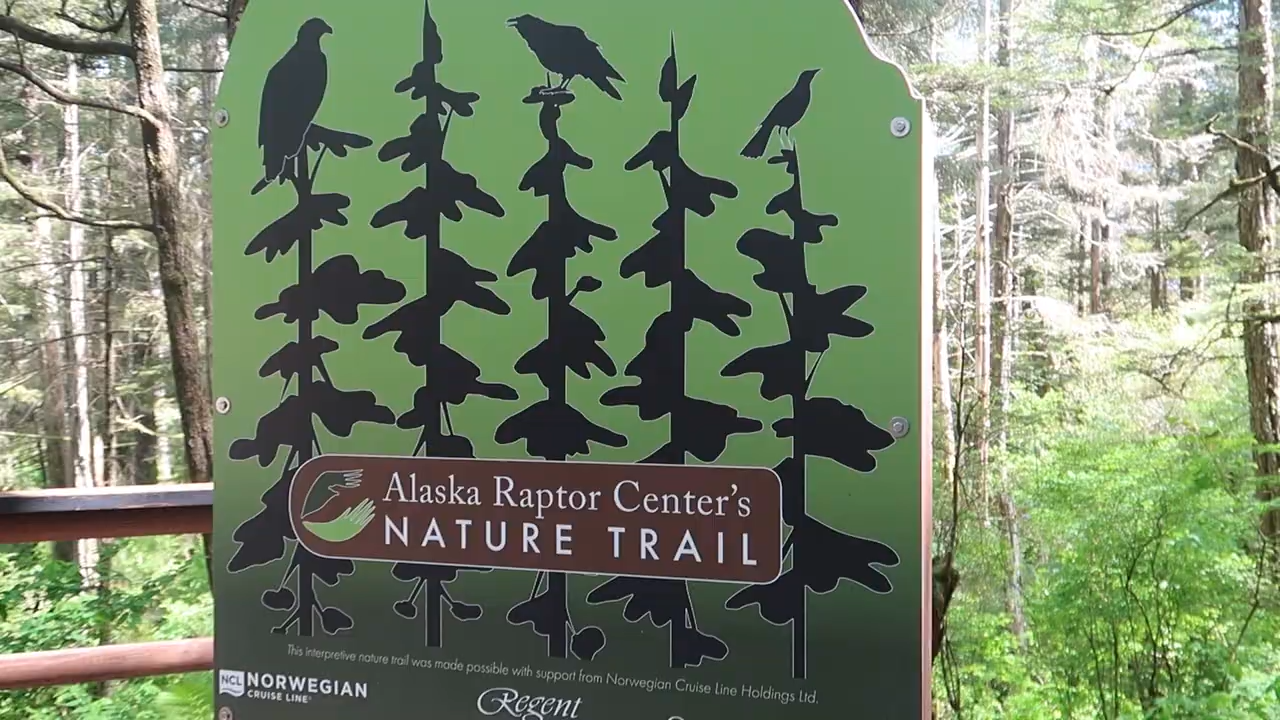 Alaska Raptor Center's
NATURE TRAIL
This interpretive nature trail was made possible with support from Norwegian Cruise Line Holdings Ltd.
NCL NORWEGIAN
CRUISE LINE
Regent